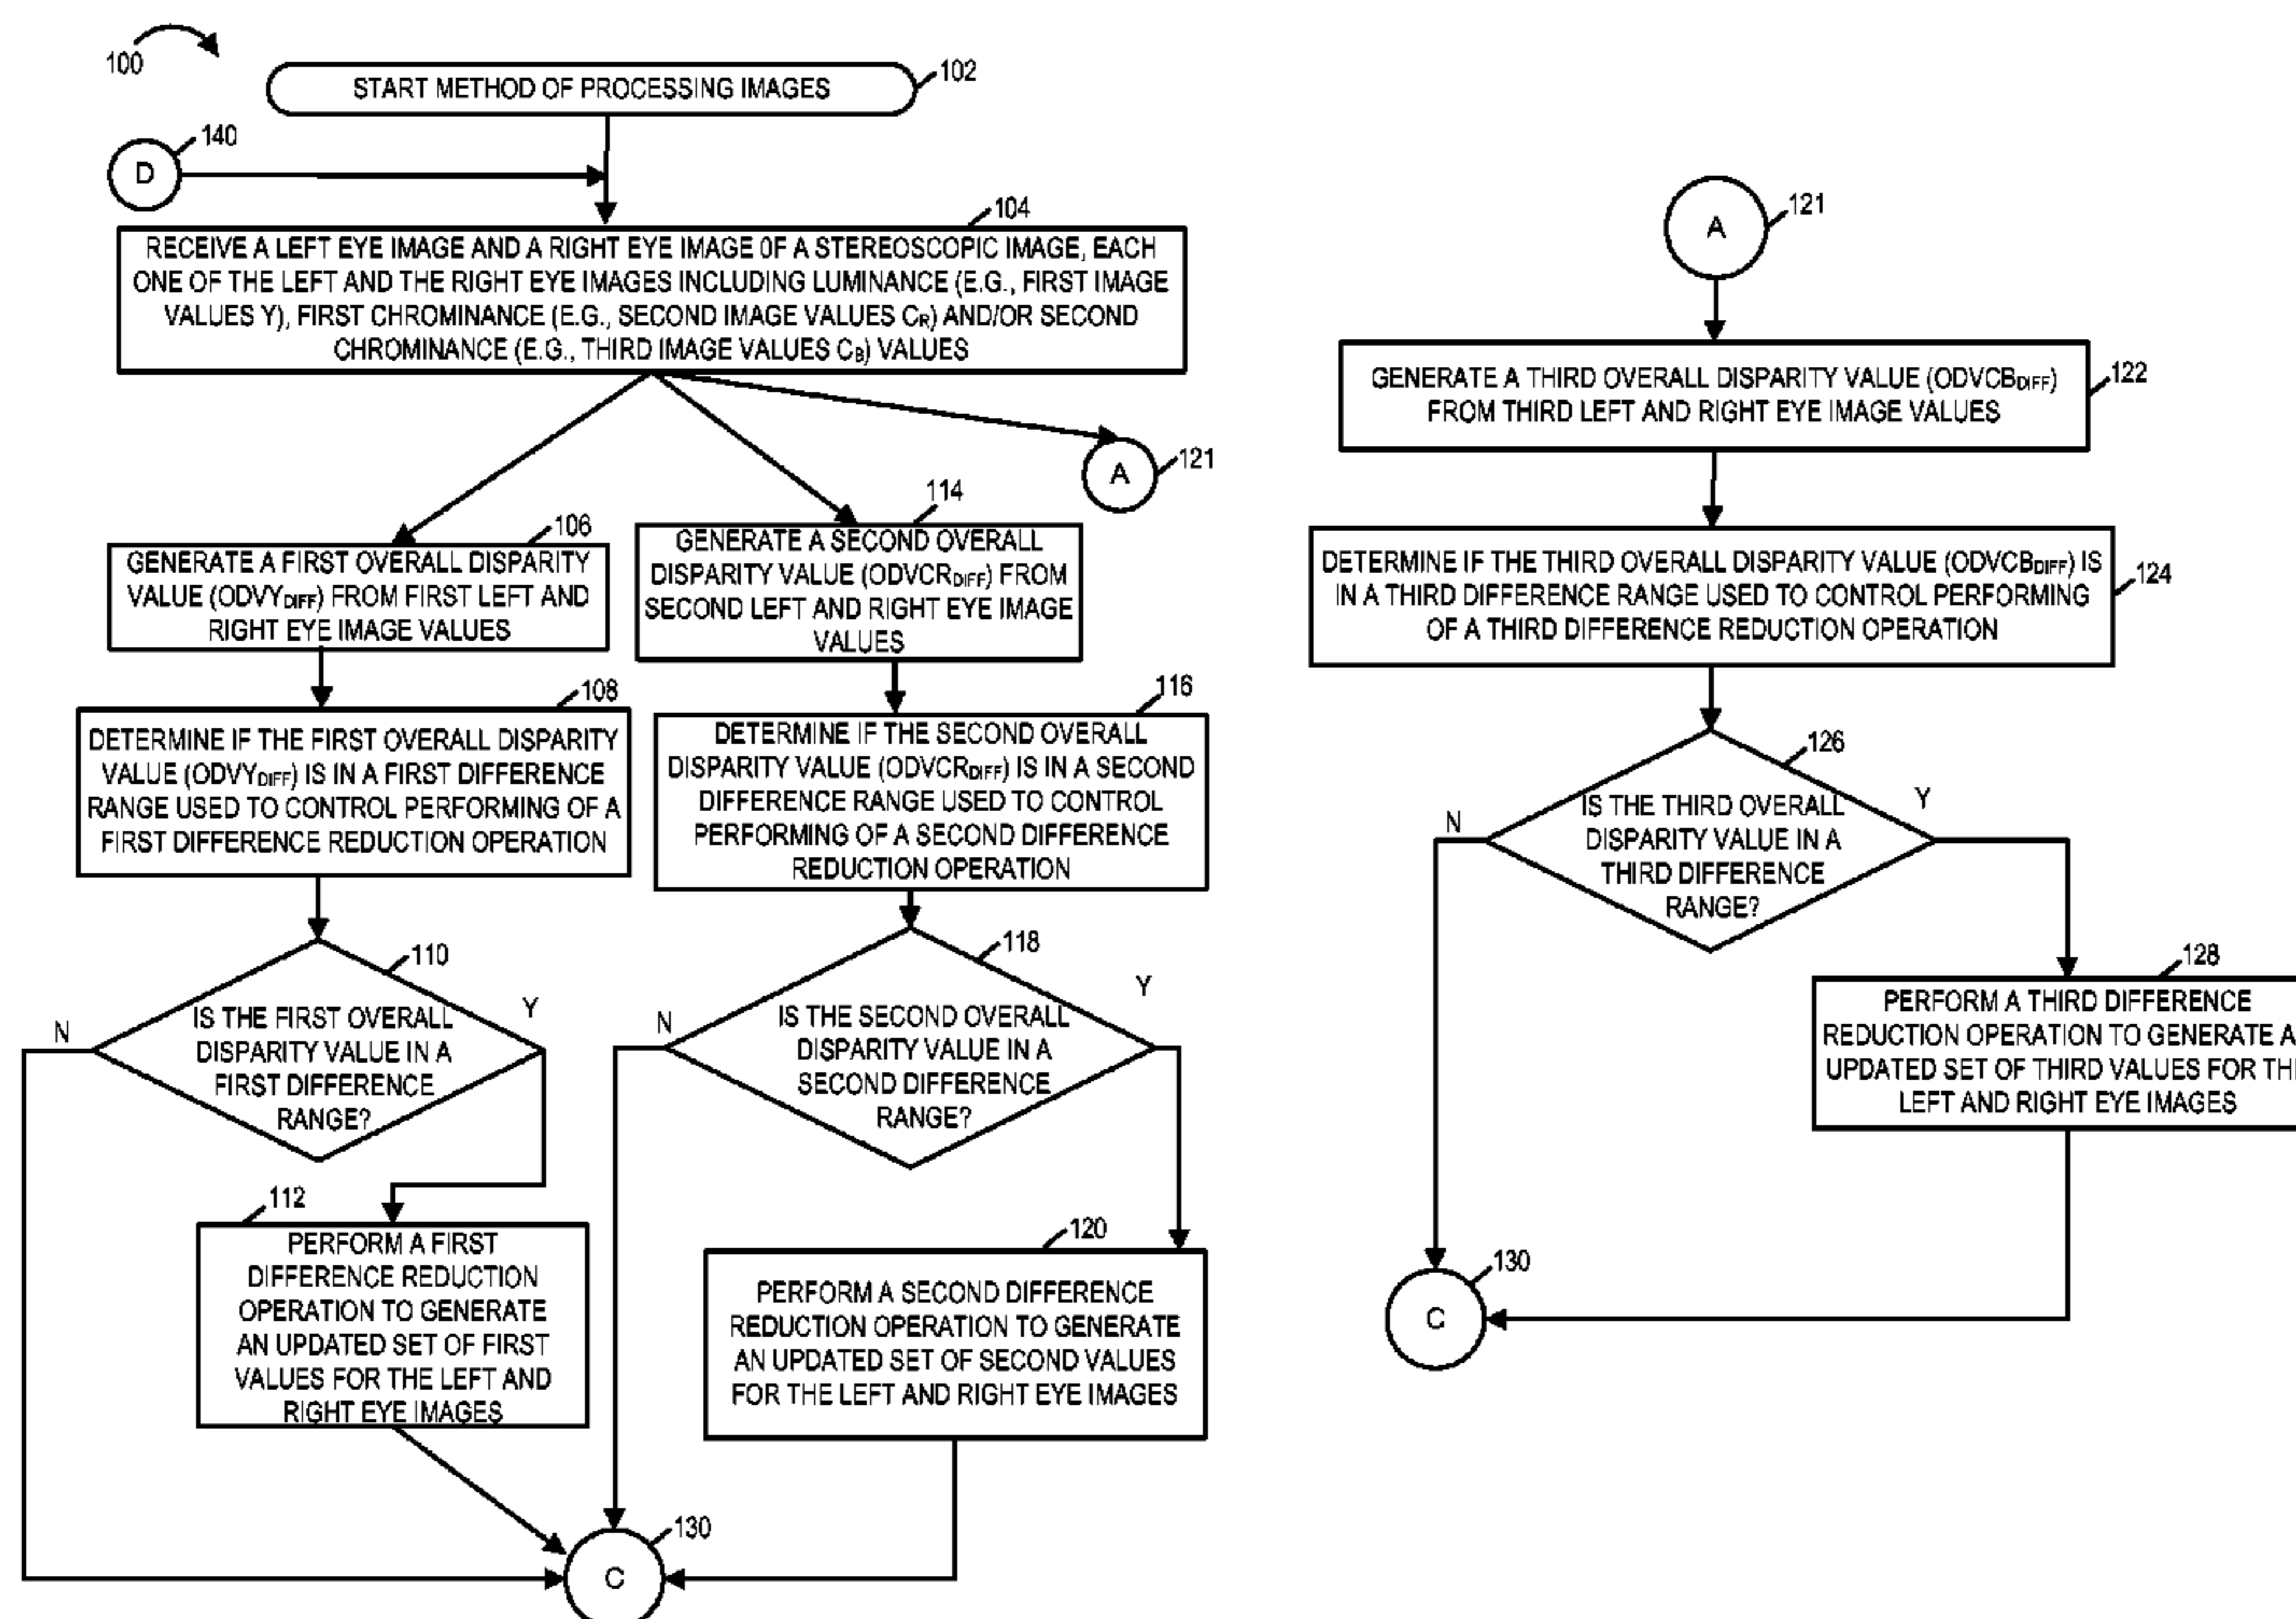 100
START METHOD OF PROCESSING IMAGES
102
D
140
104
RECEIVE A LEFT EYE IMAGE AND A RIGHT EYE IMAGE 0F A STEREOSCOPIC IMAGE, EACH
ONE OF THE LEFT AND THE RIGHT EYE IMAGES INCLUDING LUMINANCE (E.G., FIRST IMAGE
VALUES Y), FIRST CHROMINANCE (E.G., SECOND IMAGE VALUES CR) AND/OR SECOND
CHROMINANCE (E.G., THIRD IMAGE VALUES CB) VALUES
A
121
106
GENERATE A FIRST OVERALL DISPARITY
VALUE (ODVYDIFF) FROM FIRST LEFT AND
RIGHT EYE IMAGE VALUES
114
GENERATE A SECOND OVERALL
DISPARITY VALUE (ODVCRDIFF) FROM
SECOND LEFT AND RIGHT EYE IMAGE
VALUES
108
DETERMINE IF THE FIRST OVERALL DISPARITY
VALUE (ODVYDIFF) IS IN A FIRST DIFFERENCE
RANGE USED TO CONTROL PERFORMING OF A
FIRST DIFFERENCE REDUCTION OPERATION
116
DETERMINE IF THE SECOND OVERALL
DISPARITY VALUE (ODVCRDIFF) IS IN A SECOND
DIFFERENCE RANGE USED TO CONTROL
PERFORMING OF A SECOND DIFFERENCE
REDUCTION OPERATION
110
N
Y
IS THE FIRST OVERALL
DISPARITY VALUE IN A
FIRST DIFFERENCE
RANGE?
118
N
Y
IS THE SECOND OVERALL
DISPARITY VALUE IN A
SECOND DIFFERENCE
RANGE?
112
PERFORM A FIRST
DIFFERENCE REDUCTION
OPERATION TO GENERATE
AN UPDATED SET OF FIRST
VALUES FOR THE LEFT AND
RIGHT EYE IMAGES
120
PERFORM A SECOND DIFFERENCE
REDUCTION OPERATION TO GENERATE
AN UPDATED SET OF SECOND VALUES
FOR THE LEFT AND RIGHT EYE IMAGES
C
130
A
121
GENERATE A THIRD OVERALL DISPARITY VALUE (ODVCBDIFF)
FROM THIRD LEFT AND RIGHT EYE IMAGE VALUES
122
DETERMINE IF THE THIRD OVERALL DISPARITY VALUE (ODVCBDIFF) IS
IN A THIRD DIFFERENCE RANGE USED TO CONTROL PERFORMING
OF A THIRD DIFFERENCE REDUCTION OPERATION
124
126
N
Y
IS THE THIRD OVERALL
DISPARITY VALUE IN A
THIRD DIFFERENCE
RANGE?
128
PERFORM A THIRD DIFFERENCE
REDUCTION OPERATION TO GENERATE
UPDATED SET OF THIRD VALUES FOR
LEFT AND RIGHT EYE IMAGES
C
130